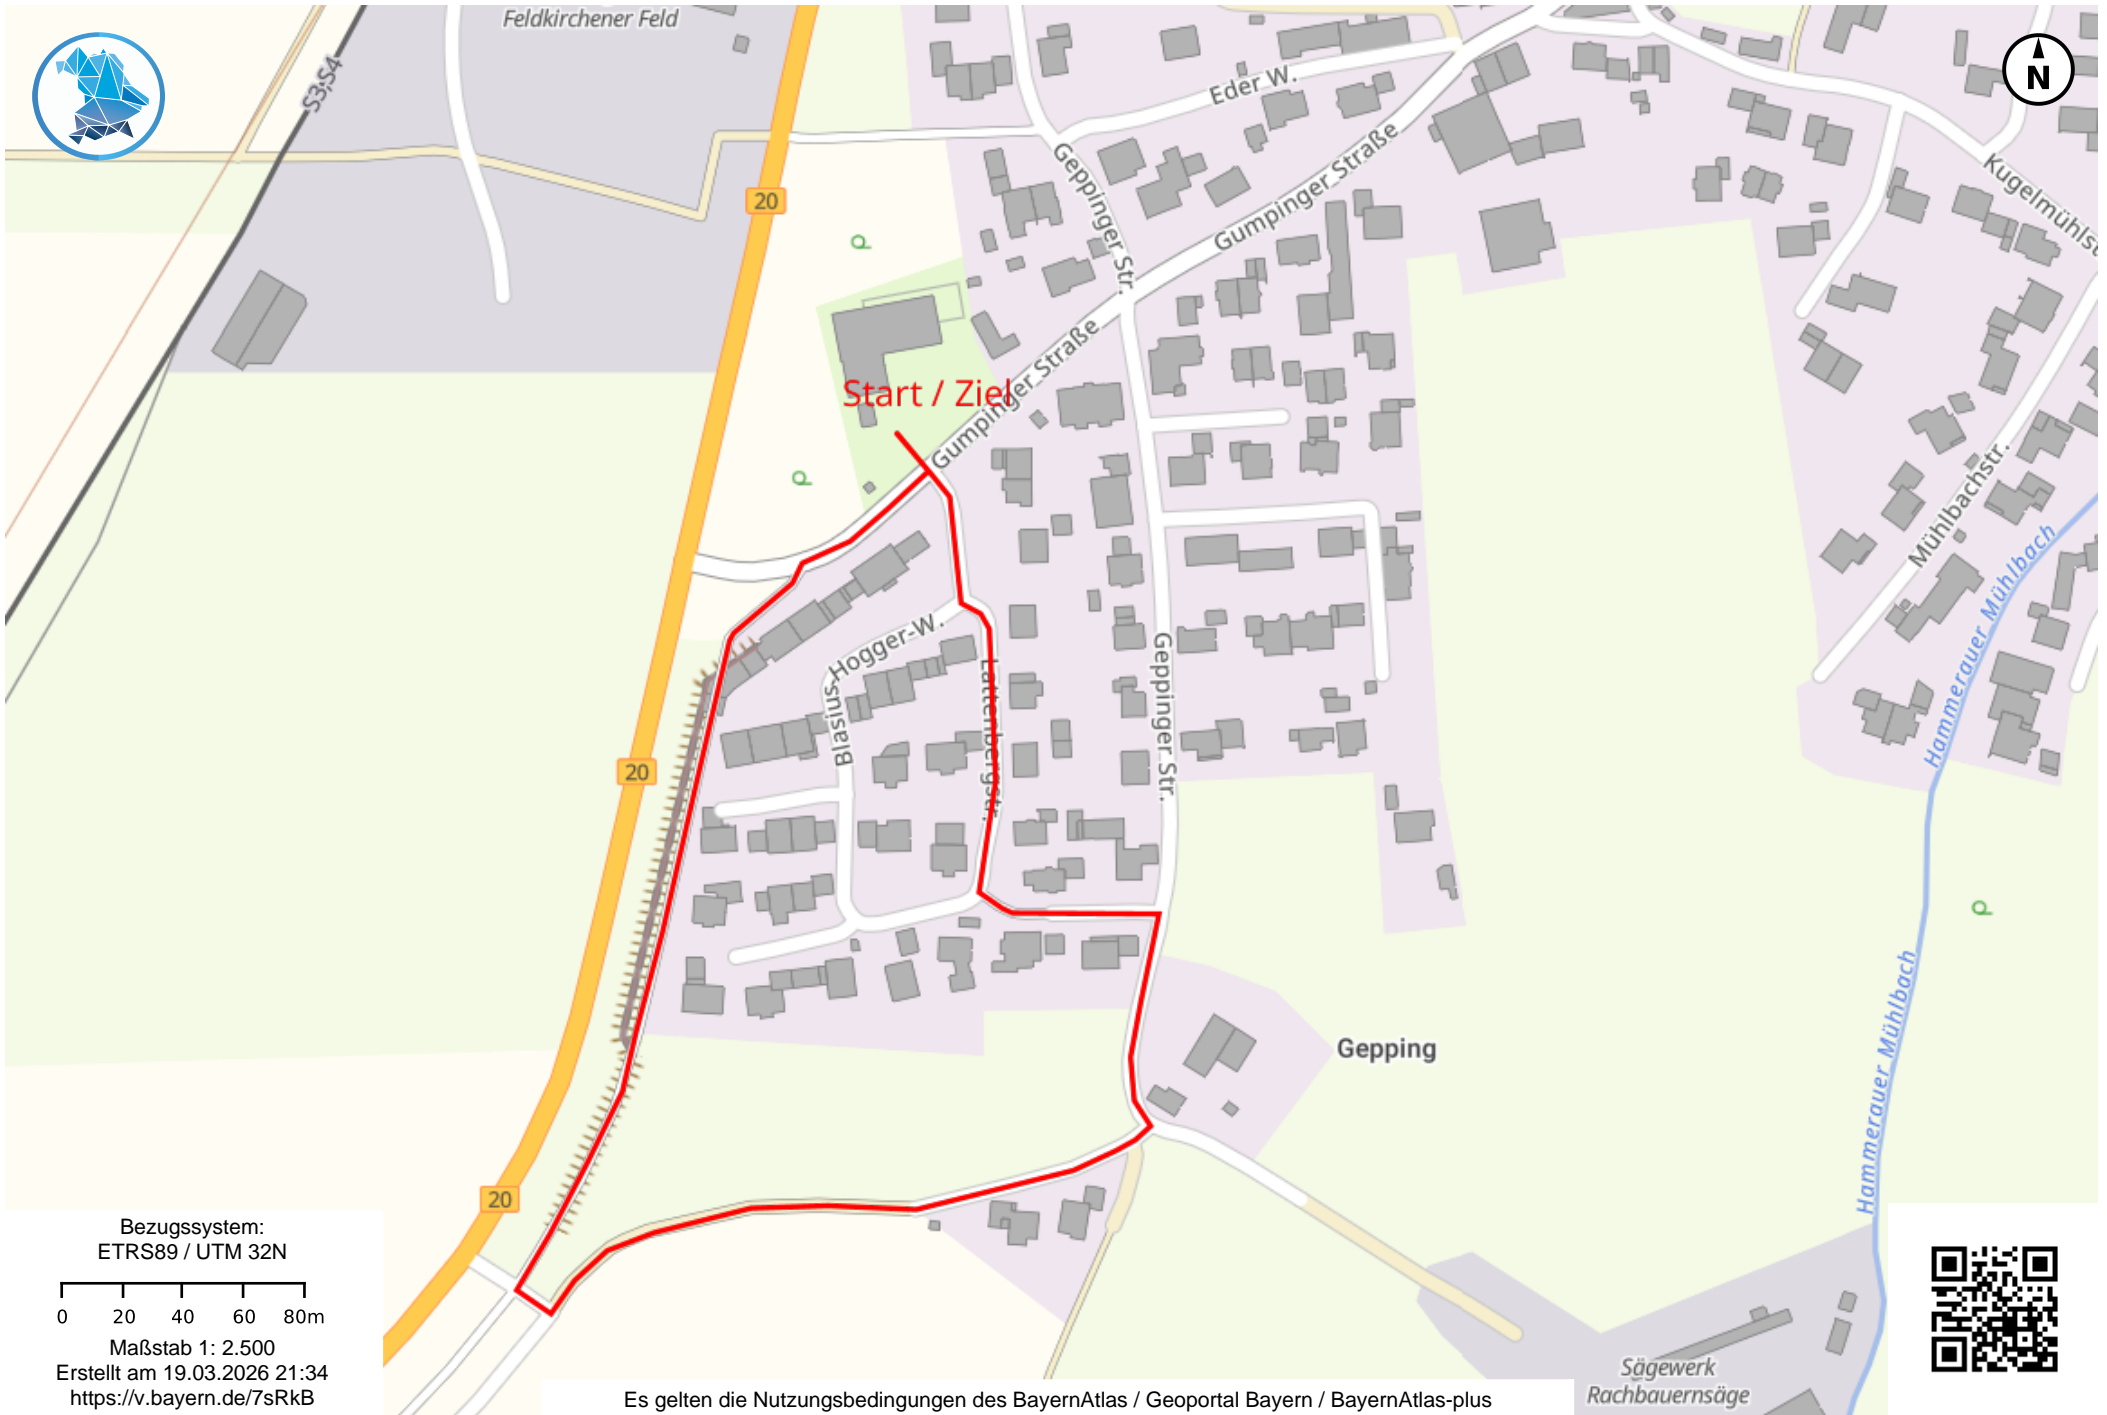 Feldkirchener Feld
S3;S4
N
Eder W.
20
Geppinger Str.
Gumpinger Straße
Kugelmühlst
Gumpinger Straße
Start / Ziel
Mühlbachstr.
Hammerauer Mühlbach
Blasius-Hogger-W.
Lattenbergstr.
Geppinger Str.
20
Gepping
Hammerauer Mühlbach
20
Bezugssystem:
ETRS89 / UTM 32N
0 20 40 60 80m
Maßstab 1: 2.500
Erstellt am 19.03.2026 21:34
https://v.bayern.de/7sRkB
Sägewerk
Rachbauernsäge
Es gelten die Nutzungsbedingungen des BayernAtlas / Geoportal Bayern / BayernAtlas-plus